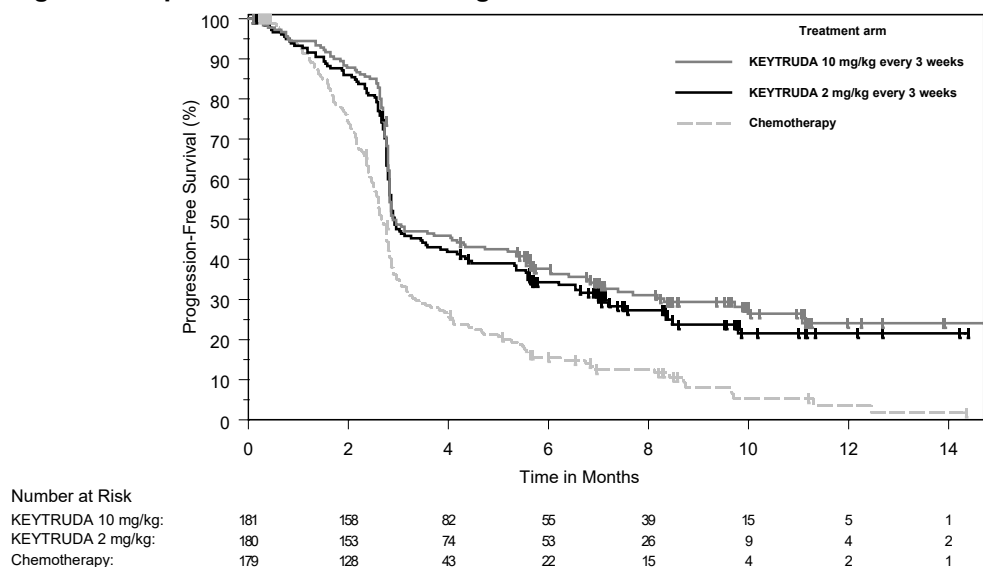 100
90
80
70
60
50
40
30
20
10
0
Progression-Free Survival (%)
Treatment arm
KEYTRUDA 10 mg/kg every 3 weeks
KEYTRUDA 2 mg/kg every 3 weeks
Chemotherapy
0 2 4 6 8 10 12 14
Time in Months
Number at Risk
KEYTRUDA 10 mg/kg: 181 158 82 55 39 15 5 1
KEYTRUDA 2 mg/kg: 180 153 74 53 26 9 4 2
Chemotherapy: 179 128 43 22 15 4 2 1